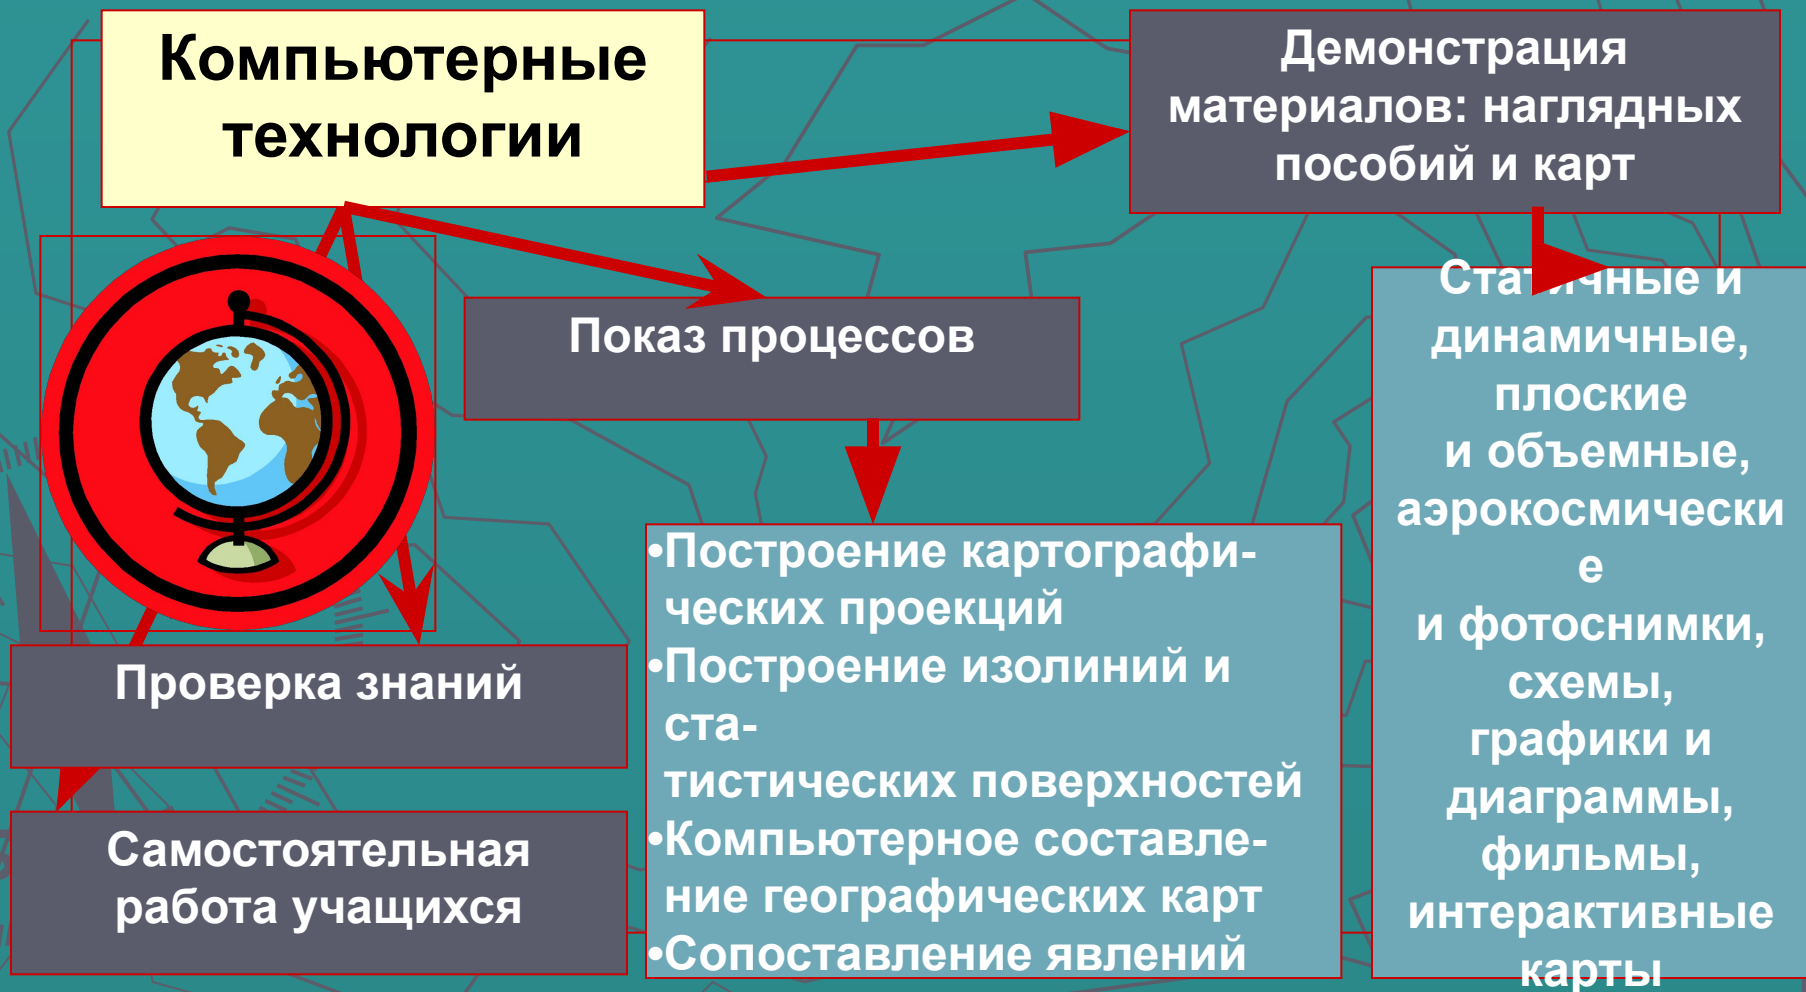 Компьютерные
технологии
Демонстрация
материалов: наглядных
пособий и карт
Показ процессов
Статичные и
динамичные,
плоские
и объемные,
аэрокосмически
е
и фотоснимки,
схемы,
графики и
диаграммы,
фильмы,
интерактивные
карты
•Построение картографи-
ческих проекций
•Построение изолиний и
ста-
тистических поверхностей
•Компьютерное составле-
ние географических карт
•Сопоставление явлений
Проверка знаний
Самостоятельная
работа учащихся